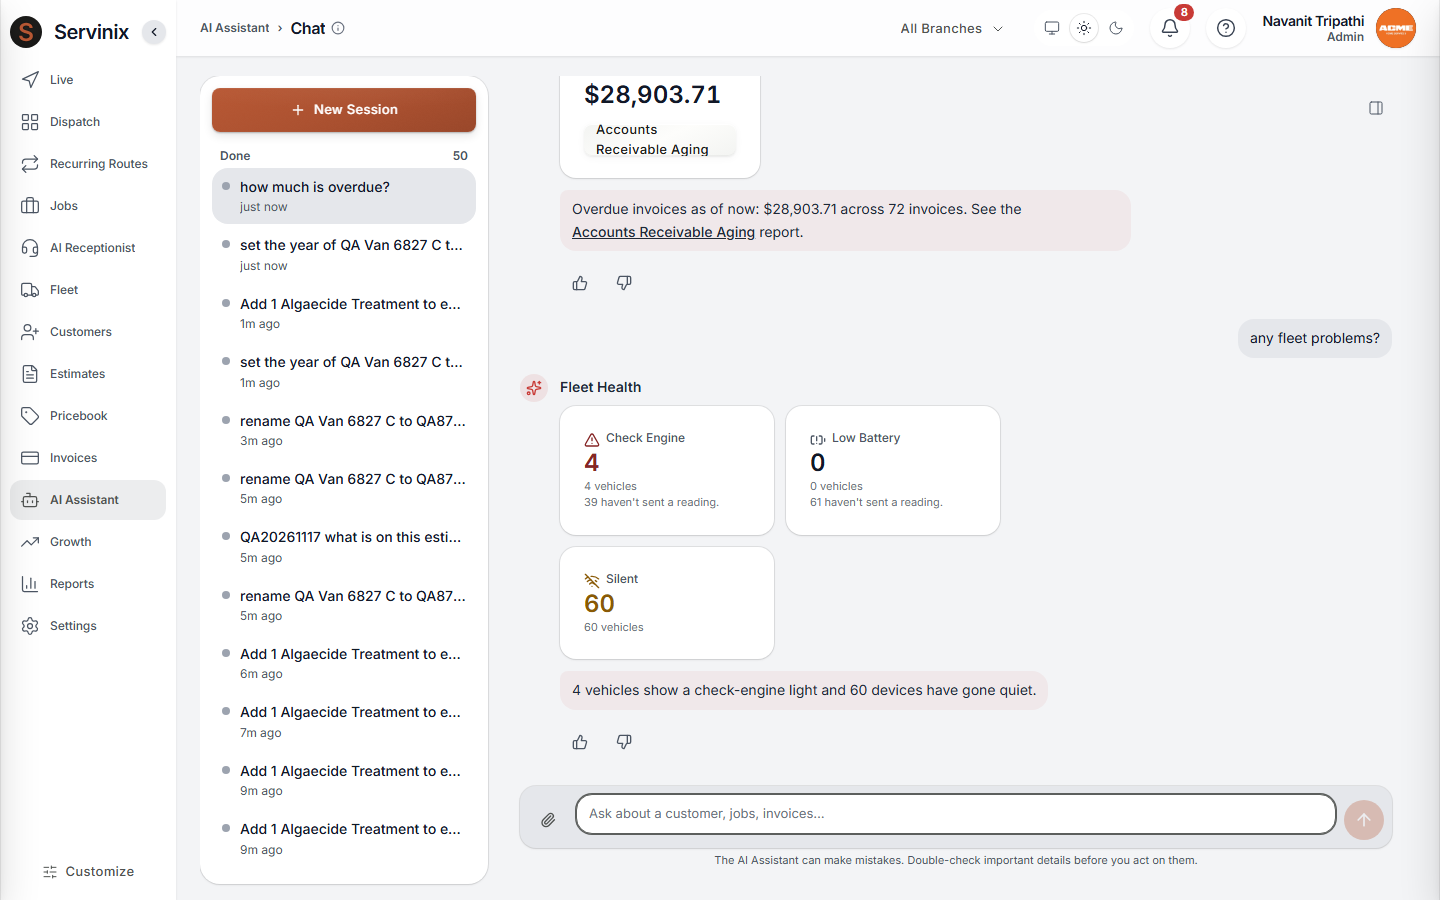 S Servinix
Live
Dispatch
Recurring Routes
Jobs
AI Receptionist
Fleet
Customers
Estimates
Pricebook
Invoices
AI Assistant
Growth
Reports
Settings
Customize
AI Assistant › Chat
All Branches
8
Navanit Tripathi
Admin
ACME
+ New Session
Done 50
how much is overdue?
just now
set the year of QA Van 6827 C t...
just now
Add 1 Algaecide Treatment to e...
1m ago
set the year of QA Van 6827 C t...
1m ago
rename QA Van 6827 C to QA87...
3m ago
rename QA Van 6827 C to QA87...
5m ago
QA20261117 what is on this esti...
5m ago
rename QA Van 6827 C to QA87...
5m ago
Add 1 Algaecide Treatment to e...
6m ago
Add 1 Algaecide Treatment to e...
7m ago
Add 1 Algaecide Treatment to e...
9m ago
Add 1 Algaecide Treatment to e...
9m ago
$28,903.71
Accounts
Receivable Aging
Overdue invoices as of now: $28,903.71 across 72 invoices. See the
Accounts Receivable Aging report.
any fleet problems?
Fleet Health
Check Engine
4
4 vehicles
39 haven't sent a reading.
Low Battery
0
0 vehicles
61 haven't sent a reading.
Silent
60
60 vehicles
4 vehicles show a check-engine light and 60 devices have gone quiet.
Ask about a customer, jobs, invoices...
The AI Assistant can make mistakes. Double-check important details before you act on them.